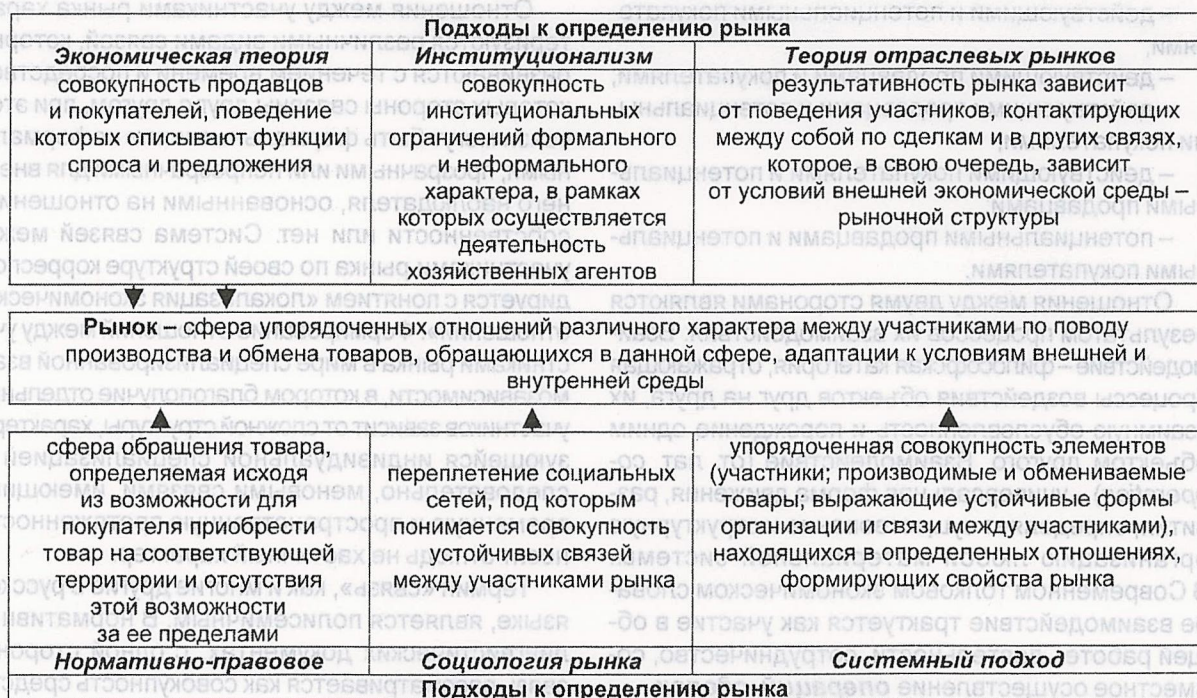 Подходы к определению рынка
Экономическая теория
совокупность продавцов
и покупателей, поведение
которых описывают функции
спроса и предложения
Институционализм
совокупность
институциональных
ограничений формального
и неформального
характера, в рамках
которых осуществляется
деятельность
хозяйственных агентов
Теория отраслевых рынков
результативность рынка зависит
от поведения участников, контактирующих
между собой по сделкам и в других связях,
которое, в свою очередь, зависит
от условий внешней экономической среды –
рыночной структуры
Рынок – сфера упорядоченных отношений различного характера между участниками по поводу
производства и обмена товаров, обращающихся в данной сфере, адаптации к условиям внешней и
внутренней среды
сфера обращения товара,
определяемая исходя
из возможности для
покупателя приобрести
товар на соответствующей
территории и отсутствия
этой возможности
за ее пределами
Нормативно-правовое
переплетение социальных
сетей, под которым
понимается совокупность
устойчивых связей
между участниками рынка
Социология рынка
упорядоченная совокупность элементов
(участники, производимые и обмениваемые
товары, выражающие устойчивые формы
организации и связи между участниками),
находящихся в определенных отношениях,
формирующих свойства рынка
Системный подход
Подходы к определению рынка